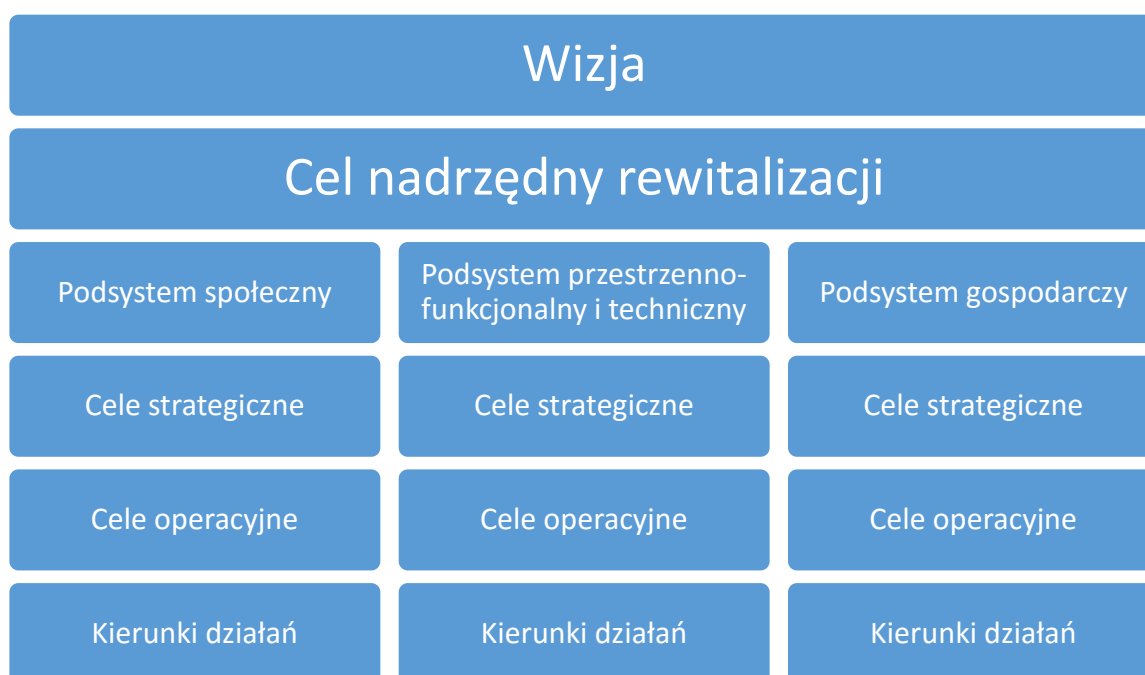 Wizja
Cel nadrzędny rewitalizacji
Podsystem społeczny
Podsystem przestrzenno-
funkcjonalny i techniczny
Podsystem gospodarczy
Cele strategiczne
Cele strategiczne
Cele strategiczne
Cele operacyjne
Cele operacyjne
Cele operacyjne
Kierunki działań
Kierunki działań
Kierunki działań